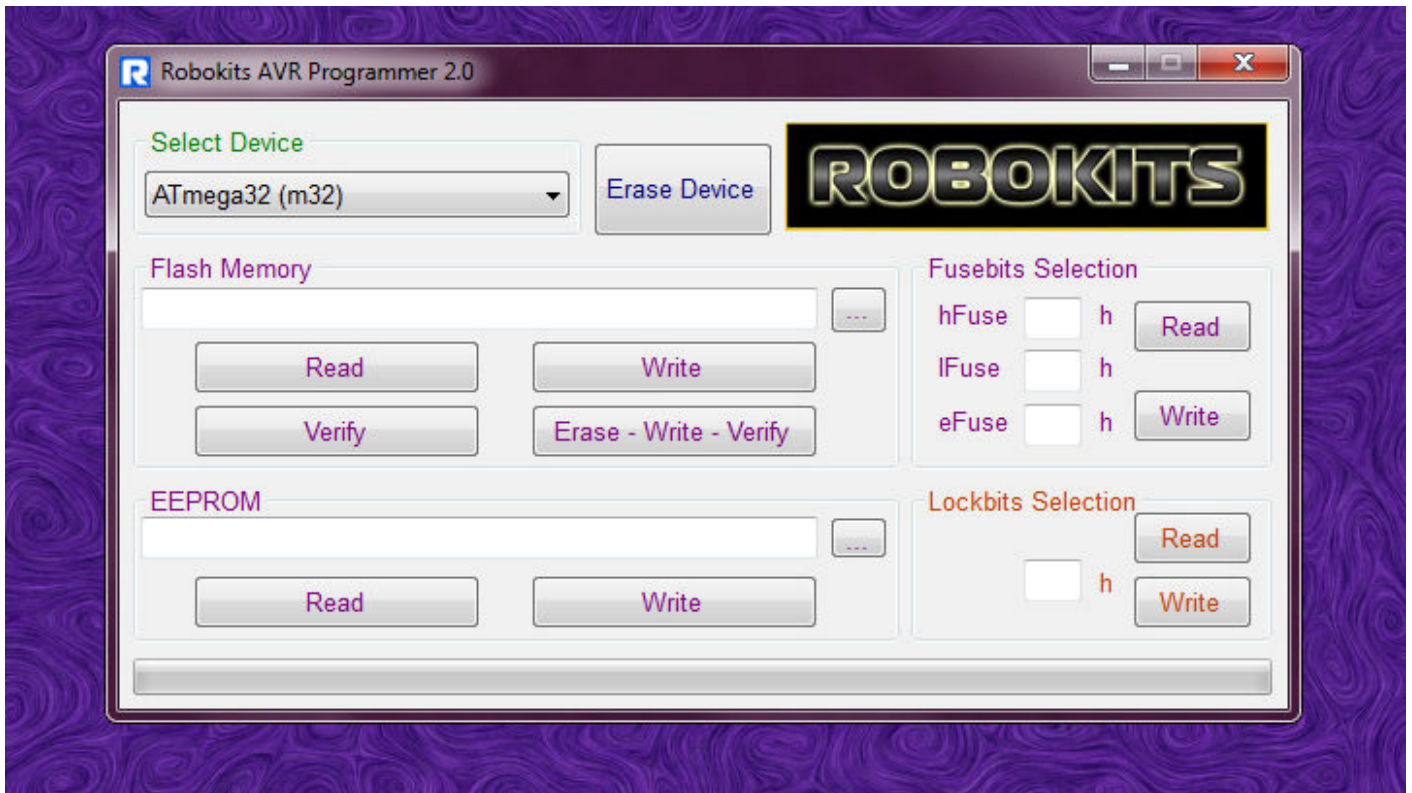 R Robokits AVR Programmer 2.0
Select Device
ATmega32 (m32)
Erase Device
ROBOKITS
Flash Memory
...
Read
Write
Verify
Erase - Write - Verify
Fusebits Selection
hFuse h
Read
lFuse h
eFuse h
Write
EEPROM
...
Read
Write
Lockbits Selection
Read
h
Write